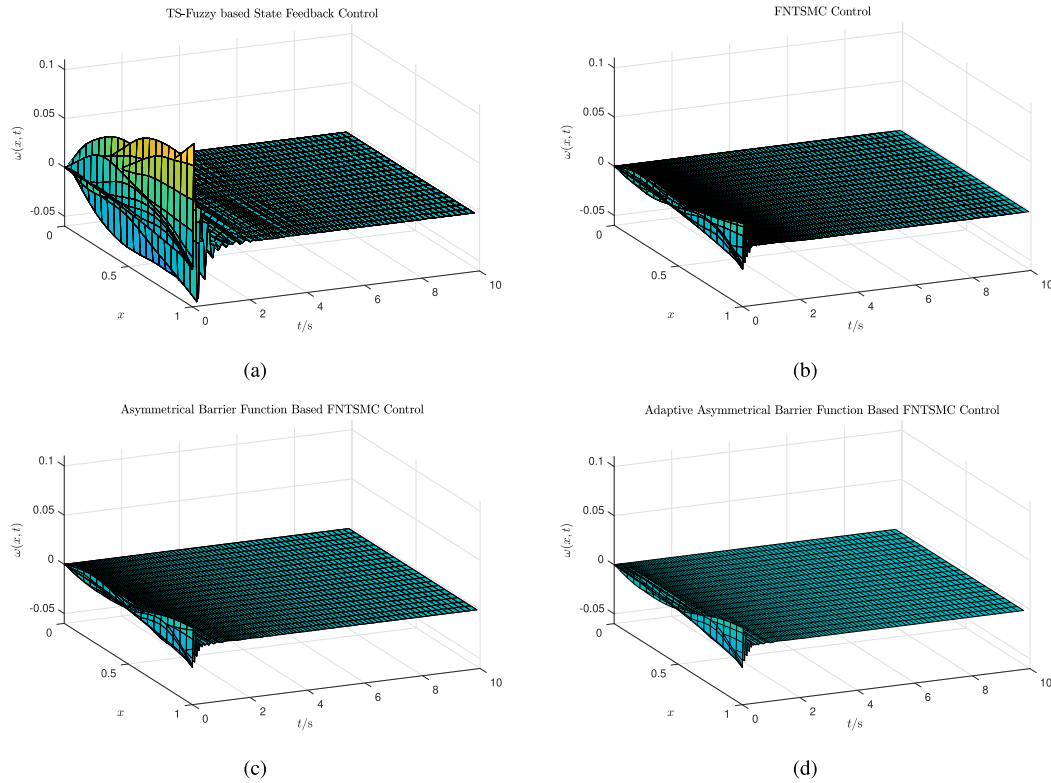 TS-Fuzzy based State Feedback Control
0.1
0.05
0
-0.05
ω(x, t)
0
0.5
1
x
0
2
4
6
8
10
t/s
(a)
FNTSMC Control
0.1
0.05
0
-0.05
ω(x, t)
0
0.5
1
x
0
2
4
6
8
10
t/s
(b)
Asymmetrical Barrier Function Based FNTSMC Control
0.1
0.05
0
-0.05
ω(x, t)
0
0.5
1
x
0
2
4
6
8
10
t/s
(c)
Adaptive Asymmetrical Barrier Function Based FNTSMC Control
0.1
0.05
0
-0.05
ω(x, t)
0
0.5
1
x
0
2
4
6
8
10
t/s
(d)